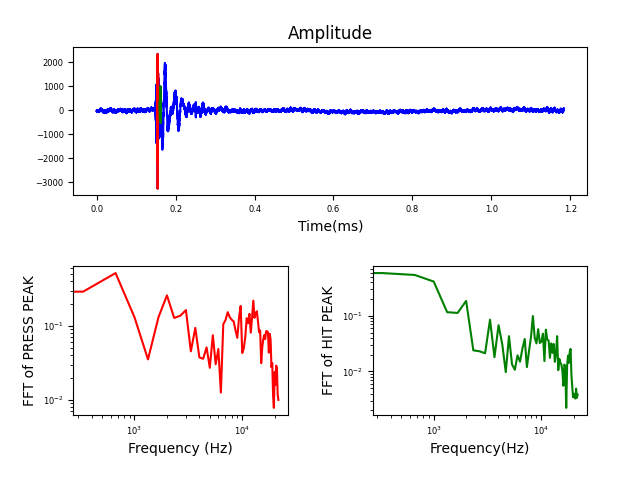 Amplitude
2000
1000
0
−1000
−2000
−3000
0.0 0.2 0.4 0.6 0.8 1.0 1.2
Time(ms)
FFT of PRESS PEAK
10⁻¹
10⁻²
10³ 10⁴
Frequency (Hz)
FFT of HIT PEAK
10⁻¹
10⁻²
10³ 10⁴
Frequency(Hz)